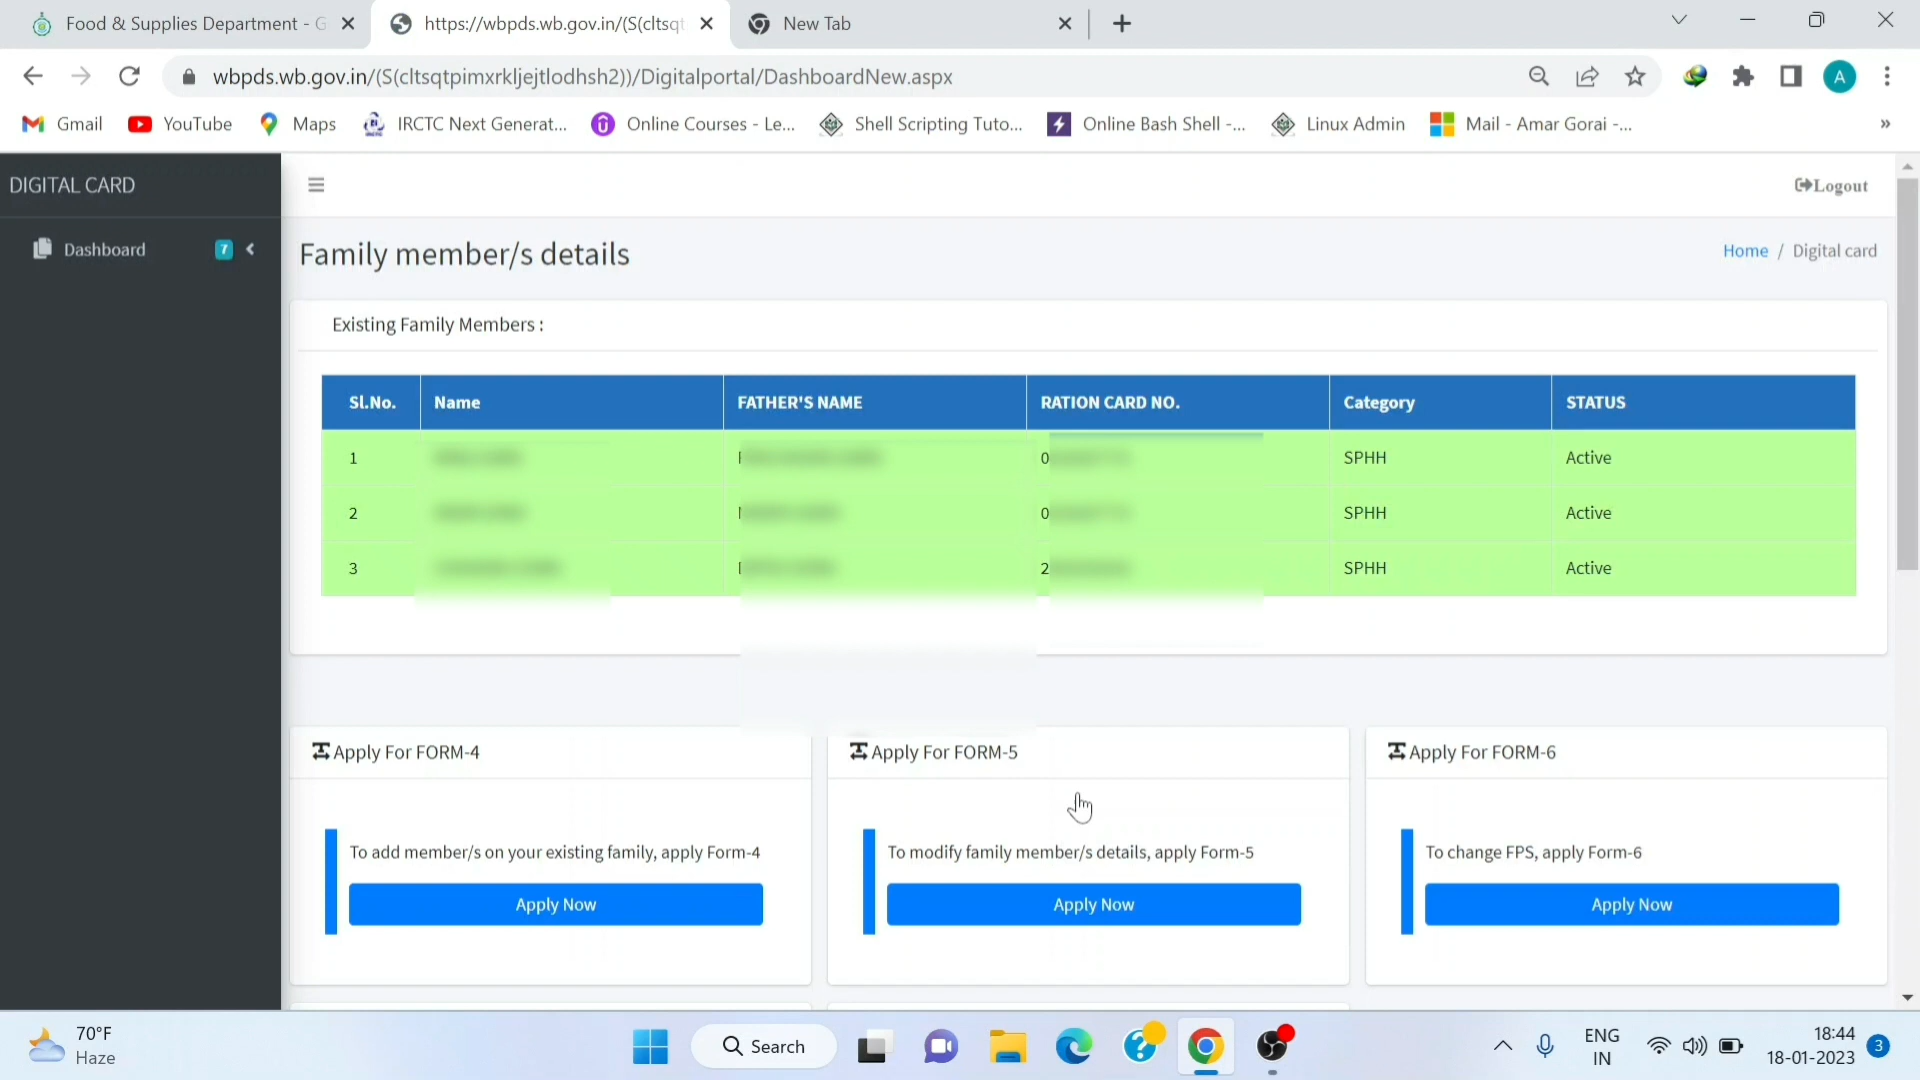 Food & Supplies Department - G
https://wbpds.wb.gov.in/(S(cltsqt
New Tab
wbpds.wb.gov.in/(S(cltsqtpimxrkljejtlodhsh2))/Digitalportal/DashboardNew.aspx
A
Gmail YouTube Maps IRCTC Next Generat... Online Courses - Le... Shell Scripting Tuto... Online Bash Shell -... Linux Admin Mail - Amar Gorai -... »
DIGITAL CARD
Logout
Dashboard 7
Family member/s details
Home / Digital card
Existing Family Members :
Sl.No. Name FATHER'S NAME RATION CARD NO. Category STATUS
1 0 SPHH Active
2 0 SPHH Active
3 2 SPHH Active
Apply For FORM-4
Apply For FORM-5
Apply For FORM-6
To add member/s on your existing family, apply Form-4
To modify family member/s details, apply Form-5
To change FPS, apply Form-6
Apply Now
Apply Now
Apply Now
70°F
Haze
Search
ENG
IN
18:44
18-01-2023
3